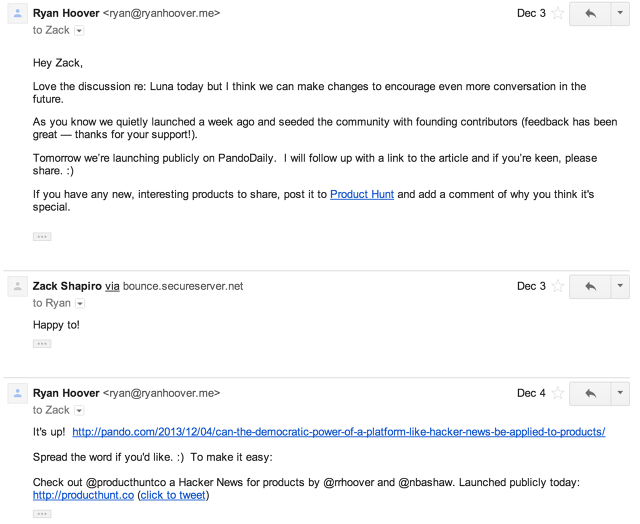 Ryan Hoover <ryan@ryanhoover.me> Dec 3
to Zack
Hey Zack,
Love the discussion re: Luna today but I think we can make changes to encourage even more conversation in the
future.
As you know we quietly launched a week ago and seeded the community with founding contributors (feedback has been
great — thanks for your support!).
Tomorrow we're launching publicly on PandoDaily.  I will follow up with a link to the article and if you're keen, please
share. :)
If you have any new, interesting products to share, post it to Product Hunt and add a comment of why you think it's
special.
Zack Shapiro via bounce.secureserver.net Dec 3
to Ryan
Happy to!
Ryan Hoover <ryan@ryanhoover.me> Dec 4
to Zack
It's up!  http://pando.com/2013/12/04/can-the-democratic-power-of-a-platform-like-hacker-news-be-applied-to-products/
Spread the word if you'd like. :)  To make it easy:
Check out @producthuntco a Hacker News for products by @rrhoover and @nbashaw. Launched publicly today:
http://producthunt.co (click to tweet)